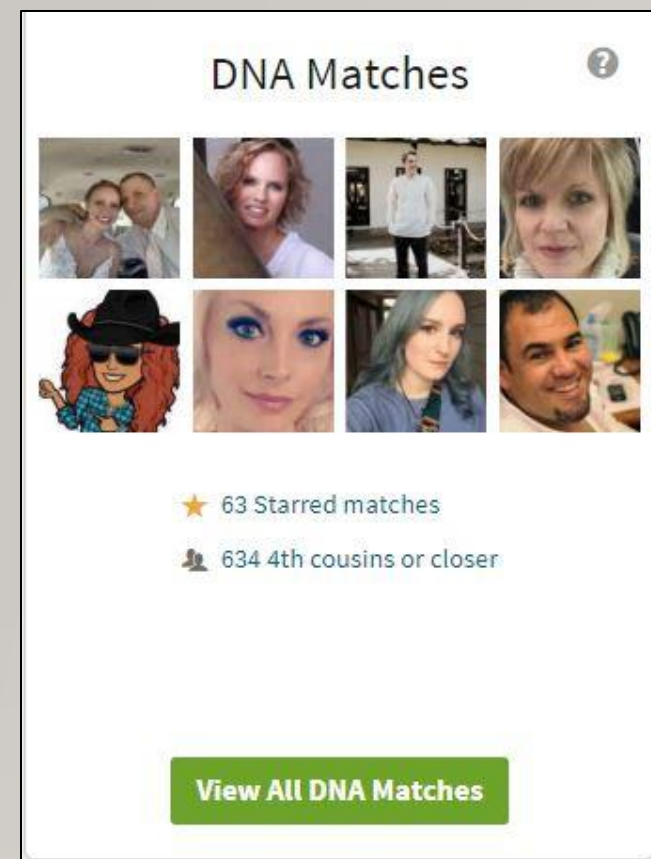 DNA Matches
?
63 Starred matches
634 4th cousins or closer
View All DNA Matches